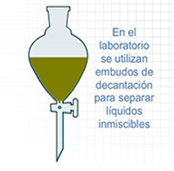 En el
laboratorio
se utilizan
embudos de
decantación
para separar
líquidos
inmiscibles